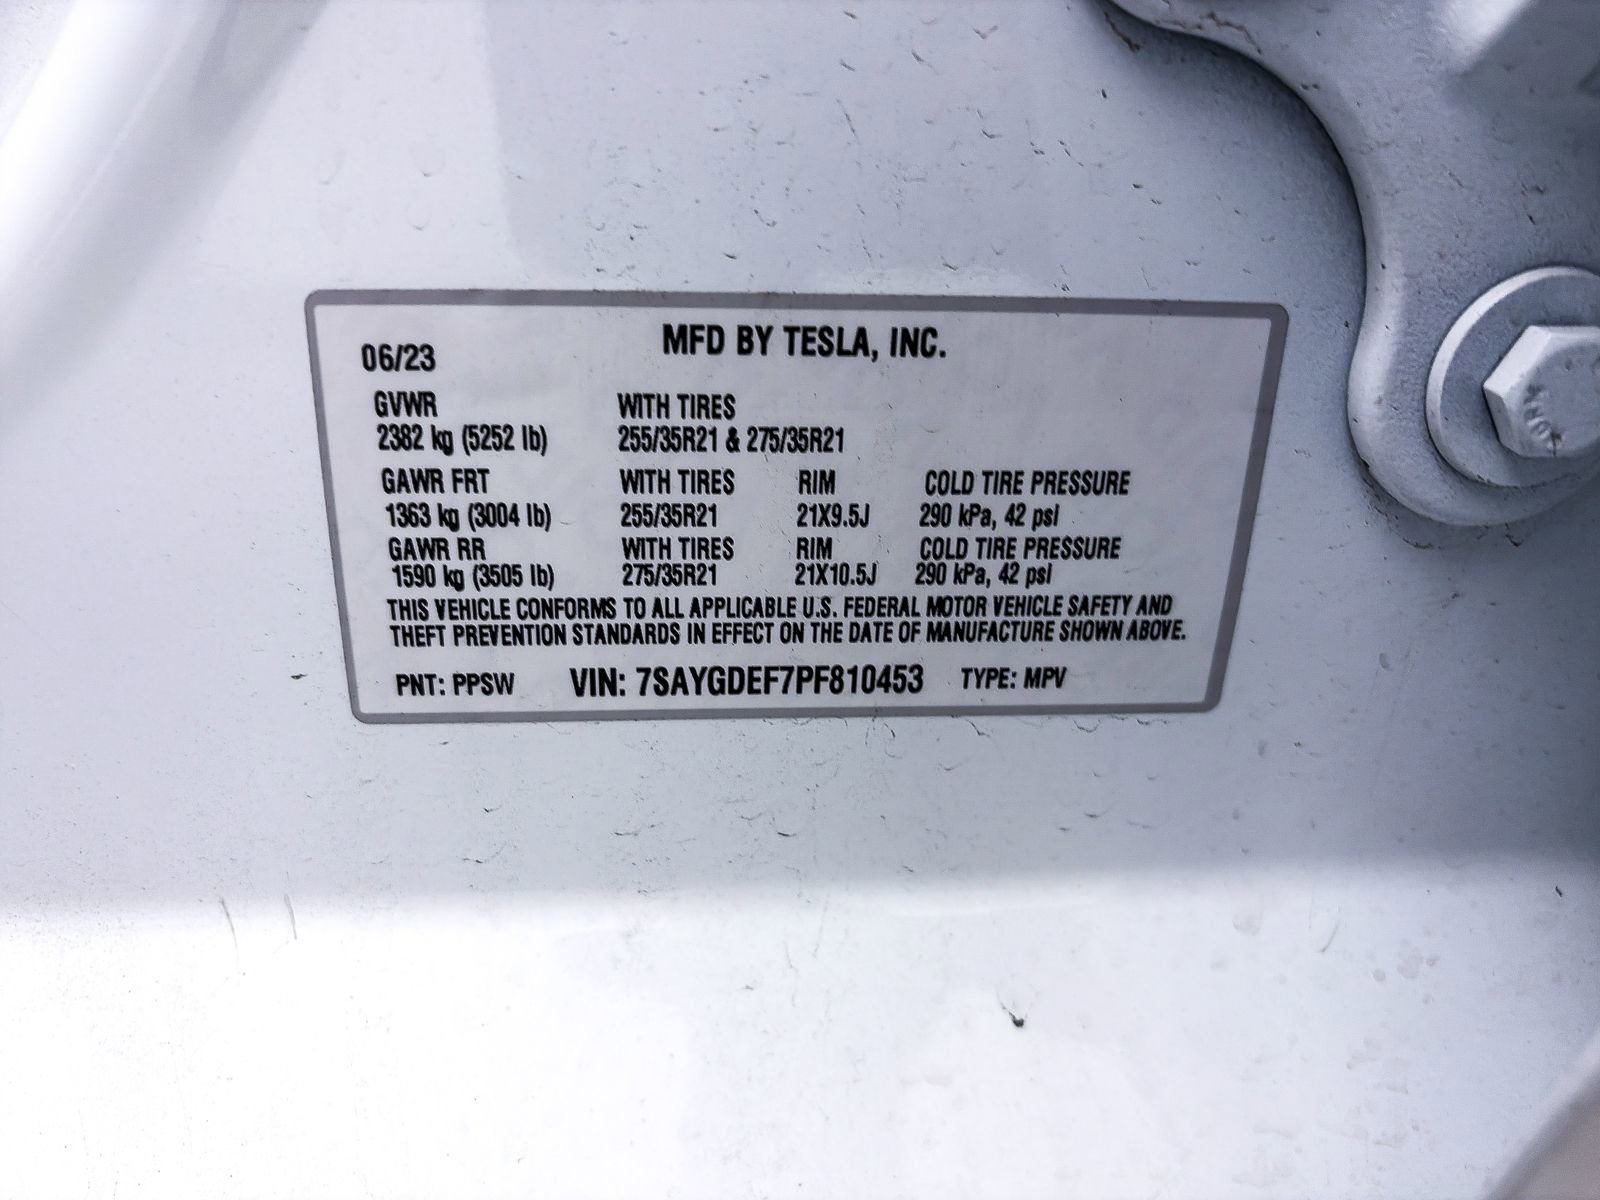 MFD BY TESLA, INC.
06/23
GVWR WITH TIRES
2382 kg (5252 lb) 255/35R21 & 275/35R21
GAWR FRT WITH TIRES RIM COLD TIRE PRESSURE
1363 kg (3004 lb) 255/35R21 21X9.5J 290 kPa, 42 psi
GAWR RR WITH TIRES RIM COLD TIRE PRESSURE
1590 kg (3505 lb) 275/35R21 21X10.5J 290 kPa, 42 psi
THIS VEHICLE CONFORMS TO ALL APPLICABLE U.S. FEDERAL MOTOR VEHICLE SAFETY AND
THEFT PREVENTION STANDARDS IN EFFECT ON THE DATE OF MANUFACTURE SHOWN ABOVE.
PNT: PPSW VIN: 7SAYGDEF7PF810453 TYPE: MPV